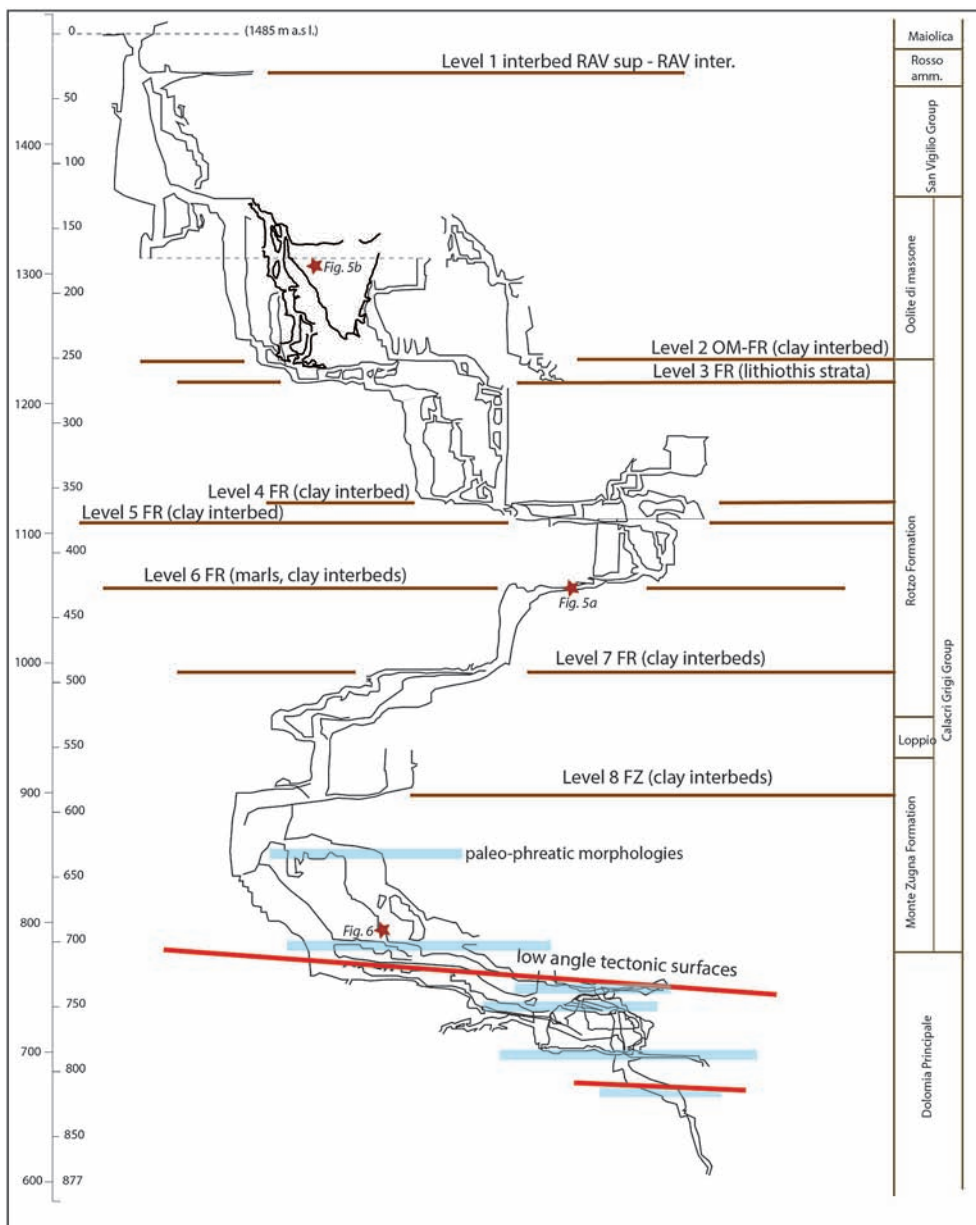 0
(1485 m a.s l.)
Maiolica
Level 1 interbed RAV sup - RAV inter.
Rosso
amm.
50
1400
100
San Vigilio Group
150
1300
Fig. 5b
200
Oolite di massone
250
Level 2 OM-FR (clay interbed)
Level 3 FR (lithiothis strata)
1200
300
350
Level 4 FR (clay interbed)
Level 5 FR (clay interbed)
1100
400
Level 6 FR (marls, clay interbeds)
Fig. 5a
Rotzo Formation
450
1000
Level 7 FR (clay interbeds)
500
Calacri Grigi Group
550
Loppio
900
Level 8 FZ (clay interbeds)
600
paleo-phreatic morphologies
650
Monte Zugna Formation
800
Fig. 6
700
low angle tectonic surfaces
750
700
800
Dolomia Principale
850
600
877